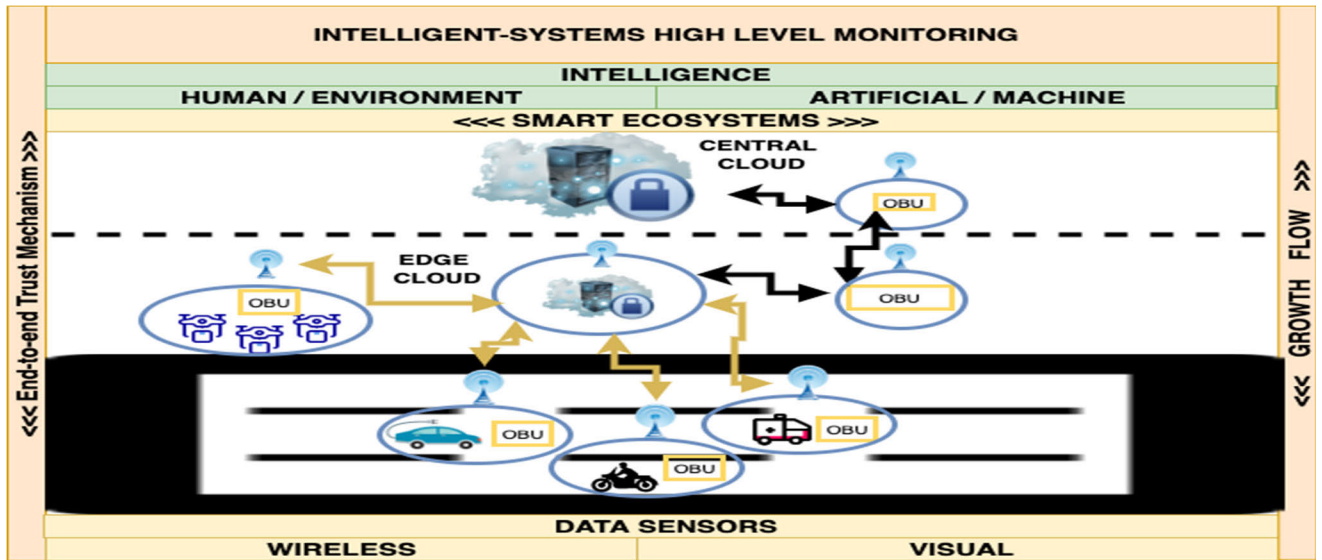 INTELLIGENT-SYSTEMS HIGH LEVEL MONITORING
INTELLIGENCE
HUMAN / ENVIRONMENT
ARTIFICIAL / MACHINE
<<< SMART ECOSYSTEMS >>>
<<< End-to-end Trust Mechanism >>>
<<< GROWTH FLOW >>>
CENTRAL
CLOUD
OBU
EDGE
CLOUD
OBU
OBU
OBU
OBU
OBU
DATA SENSORS
WIRELESS
VISUAL